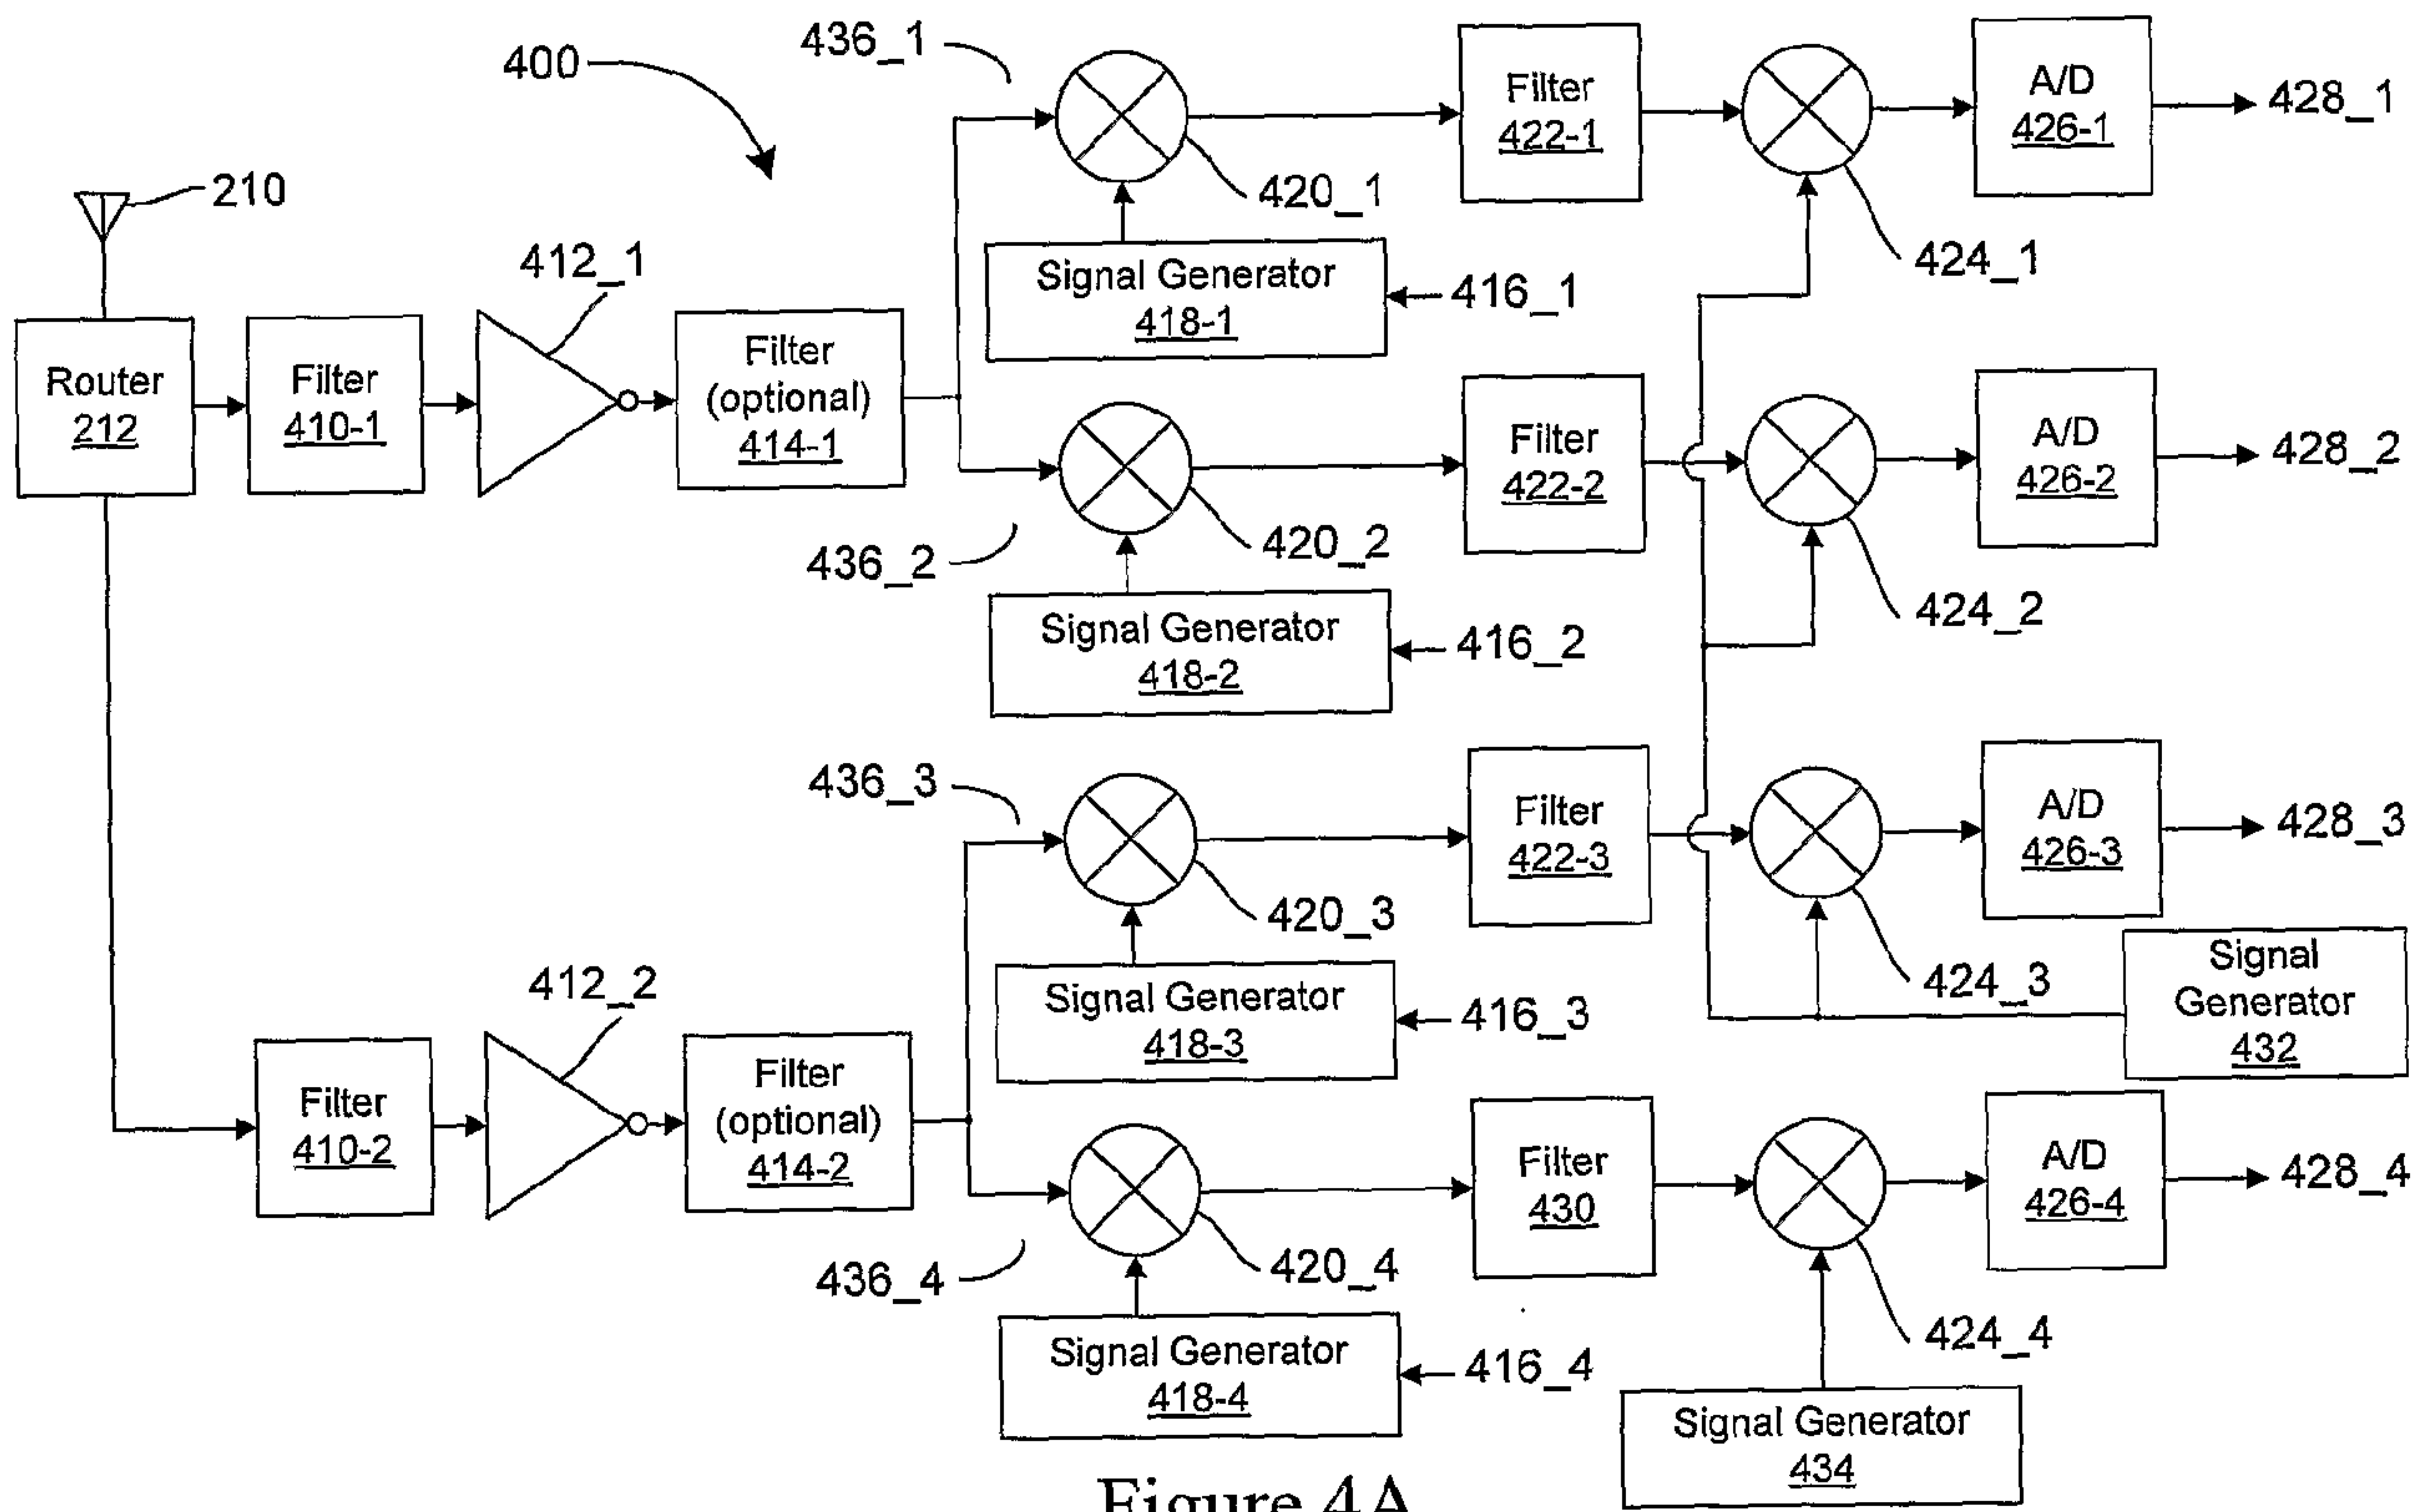 436_1
400
Filter
422-1
A/D
426-1
428_1
210
420_1
424_1
412_1
Signal Generator
418-1
416_1
Router
212
Filter
410-1
Filter
(optional)
414-1
Filter
422-2
A/D
426-2
428_2
436_2
420_2
424_2
Signal Generator
418-2
416_2
436_3
Filter
422-3
A/D
426-3
428_3
420_3
424_3
412_2
Signal Generator
418-3
416_3
Signal
Generator
432
Filter
410-2
Filter
(optional)
414-2
Filter
430
A/D
426-4
428_4
436_4
420_4
424_4
Signal Generator
418-4
416_4
Signal Generator
434
Figure 4A